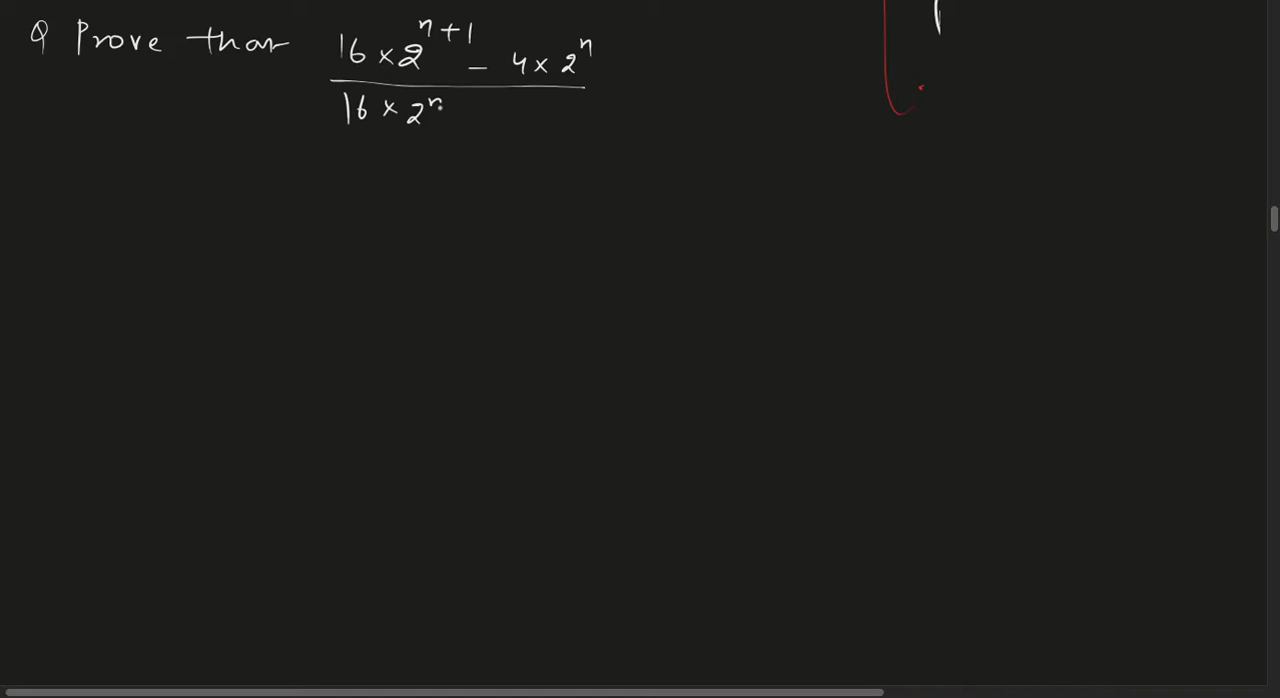 Q Prove that 16 × 2^{n+1} - 4 × 2^n
16 × 2^n